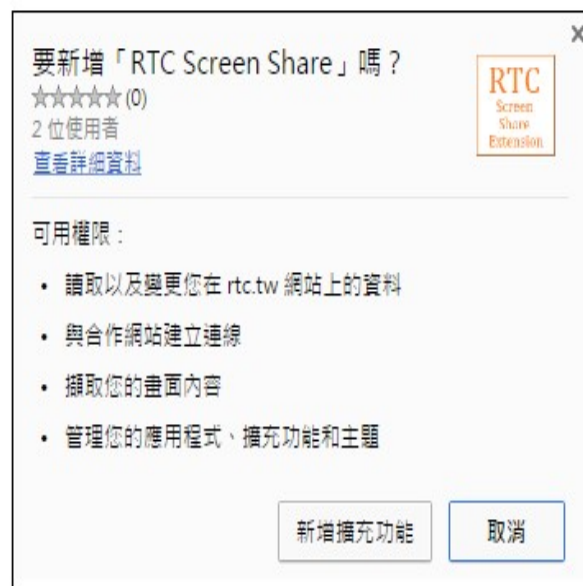 要新增「RTC Screen Share」嗎？
(0)
2 位使用者
查看詳細資料
RTC
Screen
Share
Extension
可用權限：
• 讀取以及變更您在 rtc.tw 網站上的資料
• 與合作網站建立連線
• 擷取您的畫面內容
• 管理您的應用程式、擴充功能和主題
新增擴充功能
取消